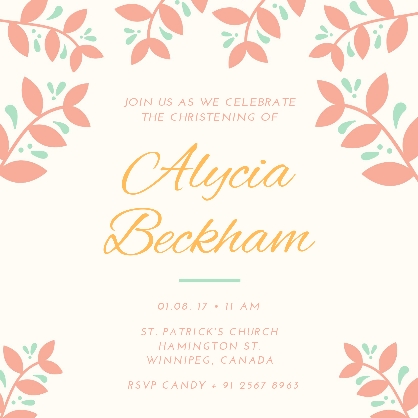 JOIN US AS WE CELEBRATE
THE CHRISTENING OF
Alycia
Beckham
01.08. 17 • 11 AM
ST. PATRICK'S CHURCH
HAMINGTON ST.
WINNIPEG, CANADA
RSVP CANDY + 91 2567 8963